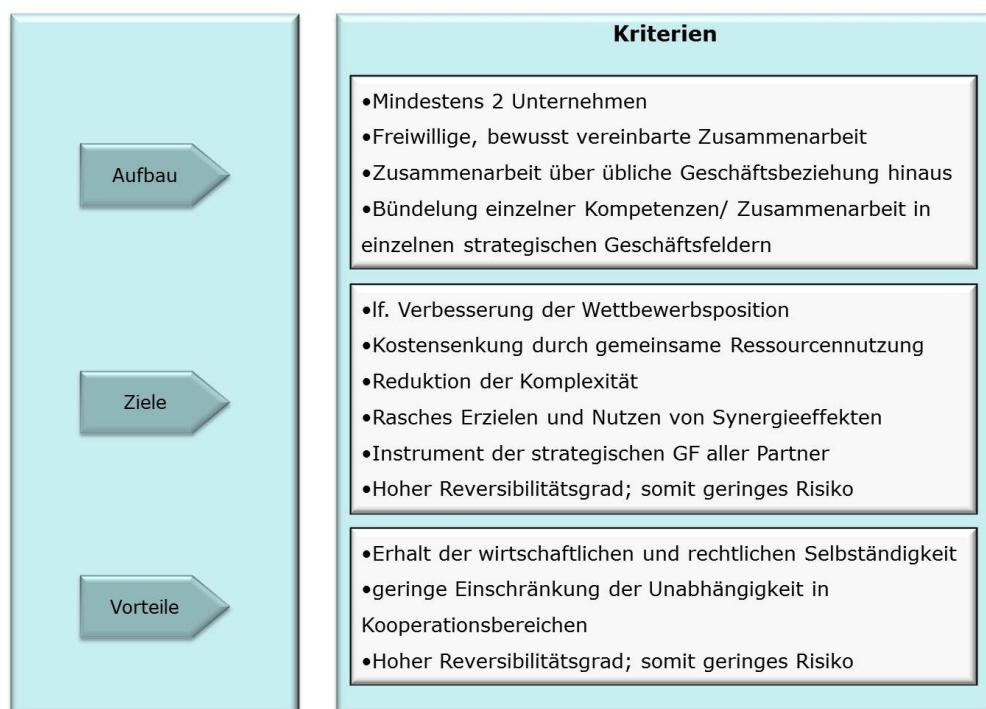 Kriterien
Aufbau
•Mindestens 2 Unternehmen
•Freiwillige, bewusst vereinbarte Zusammenarbeit
•Zusammenarbeit über übliche Geschäftsbeziehung hinaus
•Bündelung einzelner Kompetenzen/ Zusammenarbeit in
einzelnen strategischen Geschäftsfeldern
Ziele
•lf. Verbesserung der Wettbewerbsposition
•Kostensenkung durch gemeinsame Ressourcennutzung
•Reduktion der Komplexität
•Rasches Erzielen und Nutzen von Synergieeffekten
•Instrument der strategischen GF aller Partner
•Hoher Reversibilitätsgrad; somit geringes Risiko
Vorteile
•Erhalt der wirtschaftlichen und rechtlichen Selbständigkeit
•geringe Einschränkung der Unabhängigkeit in
Kooperationsbereichen
•Hoher Reversibilitätsgrad; somit geringes Risiko